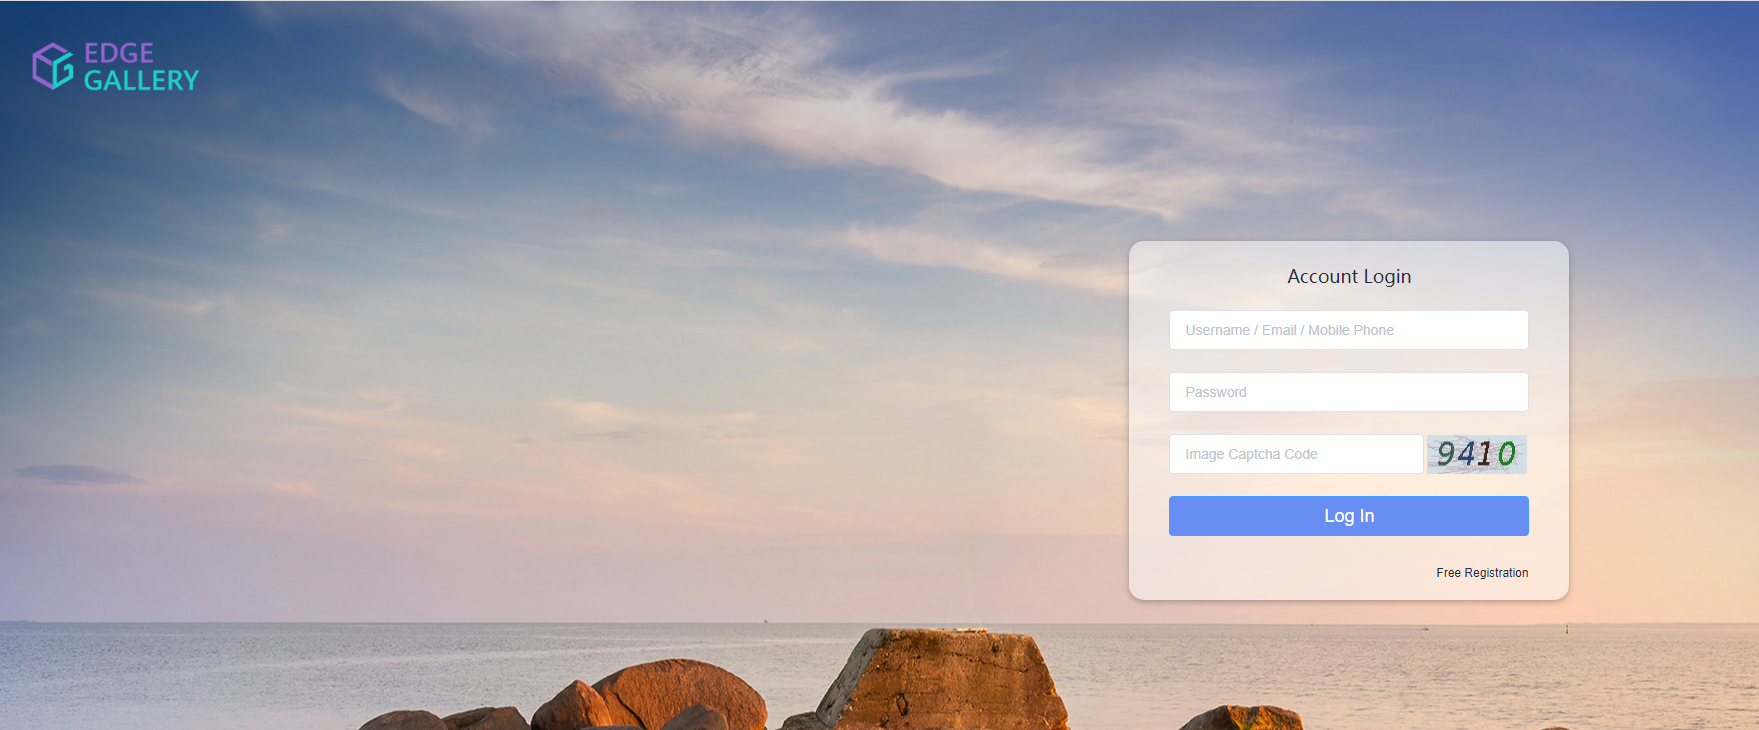 EDGE
GALLERY
Account Login
Username / Email / Mobile Phone
Password
Image Captcha Code
9410
Log In
Free Registration